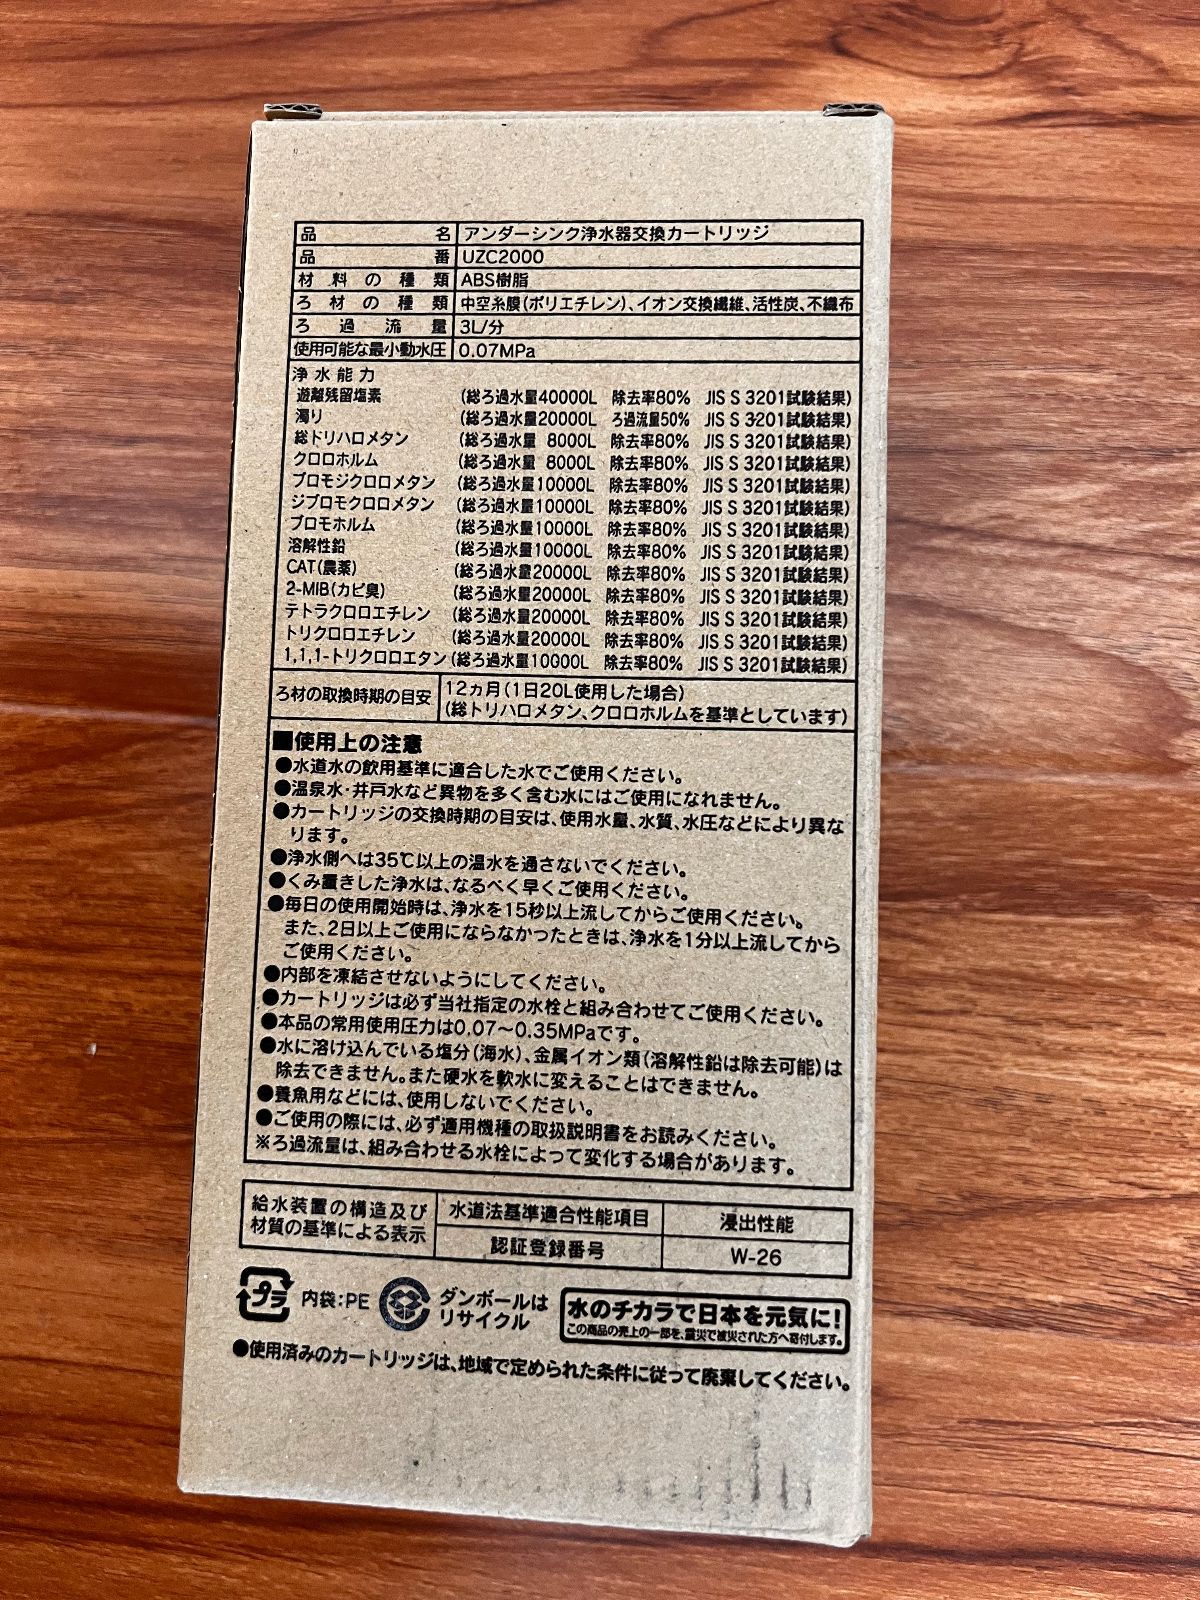 品名 アンダーシンク浄水器交換カートリッジ
品番 UZC2000
材料の種類 ABS樹脂
ろ材の種類 中空糸膜(ポリエチレン)、イオン交換繊維、活性炭、不織布
ろ過流量 3L/分
使用可能な最小動水圧 0.07MPa
浄水能力
遊離残留塩素 (総ろ過水量40000L 除去率80% JIS S 3201試験結果)
濁り (総ろ過水量20000L ろ過流量50% JIS S 3201試験結果)
総トリハロメタン (総ろ過水量 8000L 除去率80% JIS S 3201試験結果)
クロロホルム (総ろ過水量 8000L 除去率80% JIS S 3201試験結果)
ブロモジクロロメタン (総ろ過水量10000L 除去率80% JIS S 3201試験結果)
ジブロモクロロメタン (総ろ過水量10000L 除去率80% JIS S 3201試験結果)
ブロモホルム (総ろ過水量10000L 除去率80% JIS S 3201試験結果)
溶解性鉛 (総ろ過水量10000L 除去率80% JIS S 3201試験結果)
CAT(農薬) (総ろ過水量20000L 除去率80% JIS S 3201試験結果)
2-MIB(カビ臭) (総ろ過水量20000L 除去率80% JIS S 3201試験結果)
テトラクロロエチレン (総ろ過水量20000L 除去率80% JIS S 3201試験結果)
トリクロロエチレン (総ろ過水量20000L 除去率80% JIS S 3201試験結果)
1,1,1-トリクロロエタン (総ろ過水量10000L 除去率80% JIS S 3201試験結果)
ろ材の取換時期の目安 12ヵ月(1日20L使用した場合)
(総トリハロメタン、クロロホルムを基準としています)
■使用上の注意
●水道水の飲用基準に適合した水でご使用ください。
●温泉水・井戸水など異物を多く含む水にはご使用になれません。
●カートリッジの交換時期の目安は、使用水量、水質、水圧などにより異な
ります。
●浄水側へは35℃以上の温水を通さないでください。
●くみ置きした浄水は、なるべく早くご使用ください。
●毎日の使用開始時は、浄水を15秒以上流してからご使用ください。
また、2日以上ご使用にならなかったときは、浄水を1分以上流してから
ご使用ください。
●内部を凍結させないようにしてください。
●カートリッジは必ず当社指定の水栓と組み合わせてご使用ください。
●本品の常用使用圧力は0.07〜0.35MPaです。
●水に溶け込んでいる塩分(海水)、金属イオン類(溶解性鉛は除去可能)は
除去できません。また硬水を軟水に変えることはできません。
●養魚用などには、使用しないでください。
●ご使用の際には、必ず適用機種の取扱説明書をお読みください。
※ろ過流量は、組み合わせる水栓によって変化する場合があります。
給水装置の構造及び 水道法基準適合性能項目 浸出性能
材質の基準による表示 認証登録番号 W-26
プラ 内袋:PE ダンボールは
リサイクル
水のチカラで日本を元気に!
この商品の売上の一部を、震災で被災された方へ寄付します。
●使用済みのカートリッジは、地域で定められた条件に従って廃棄してください。